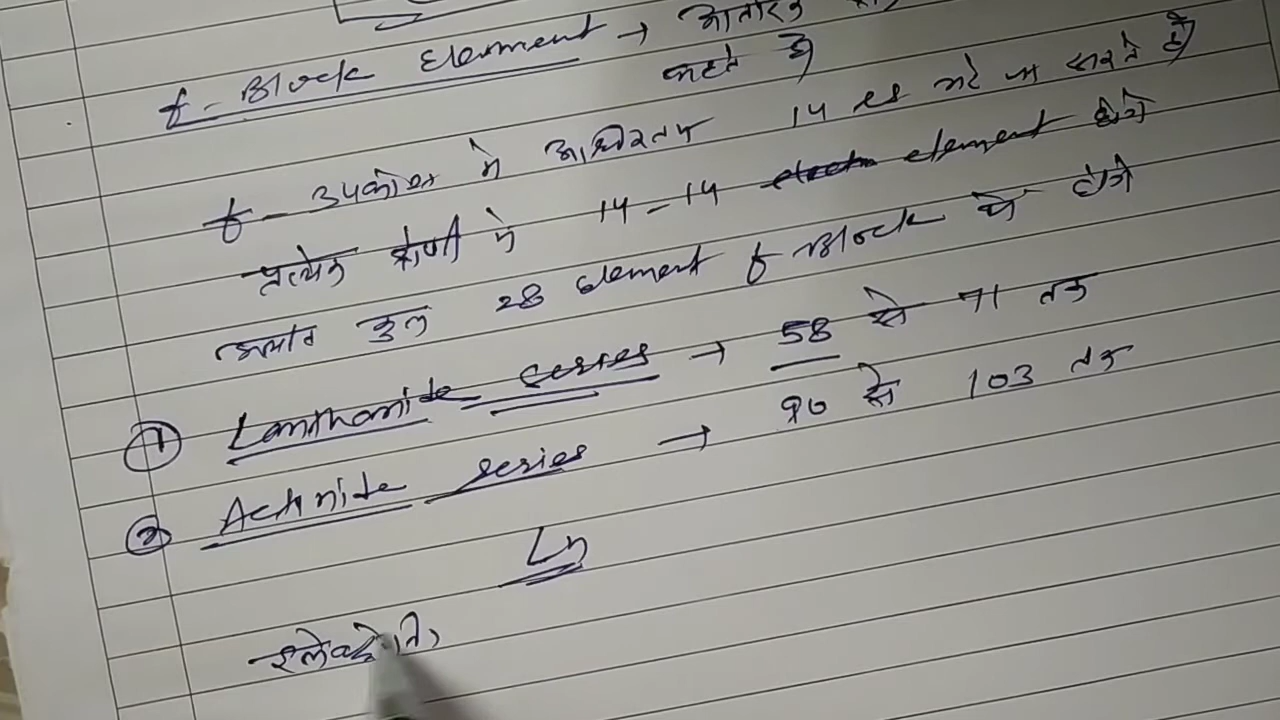 f - Block Element → आंतरिक
कहते है
f - उपकोश मे अधिकतम 14 es भरे जा सकते है
प्रत्येक श्रेणी मे 14 - 14 element होगे
अर्थात कुल 28 element f Block मे होगे
① Lanthanide series → 58 से 71 तक
② Actinide series → 90 से 103 तक
Ln